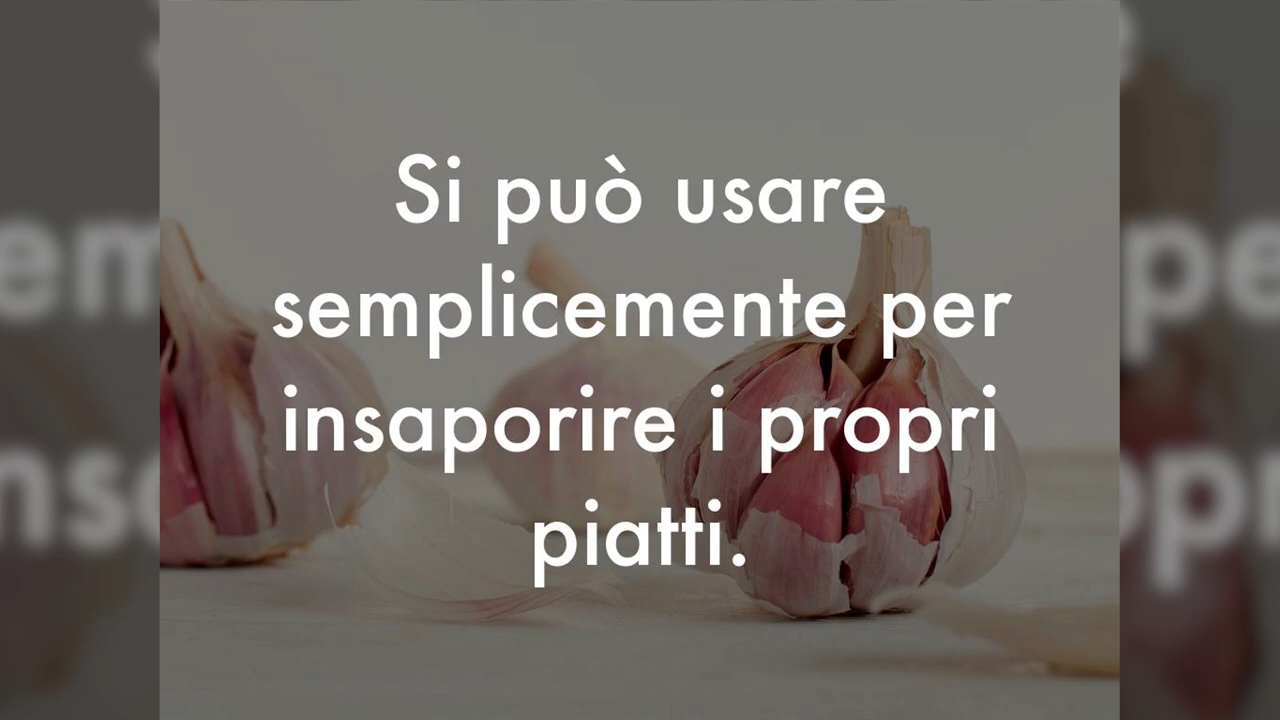 Si può usare
semplicemente per
insaporire i propri
piatti.